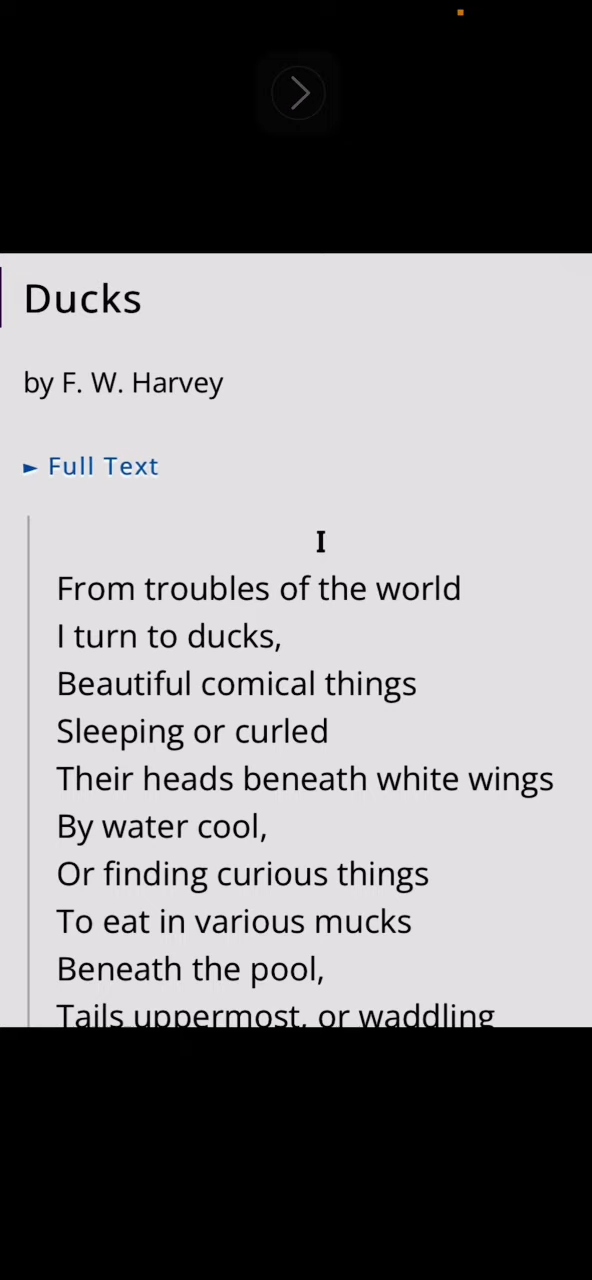 Ducks
by F. W. Harvey
► Full Text
I
From troubles of the world
I turn to ducks,
Beautiful comical things
Sleeping or curled
Their heads beneath white wings
By water cool,
Or finding curious things
To eat in various mucks
Beneath the pool,
Tails uppermost, or waddling